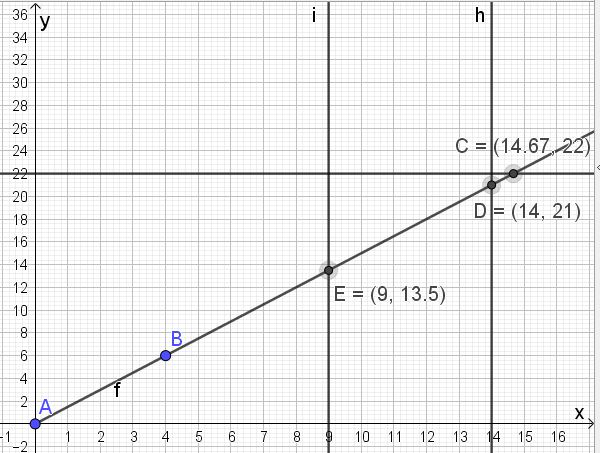 36
y
i
h
34
32
30
28
26
24
C = (14.67, 22)
22
20
D = (14, 21)
18
16
14
E = (9, 13.5)
12
10
8
B
6
4
f
2
A
x
-1 0 1 2 3 4 5 6 7 8 9 10 11 12 13 14 15 16
-2